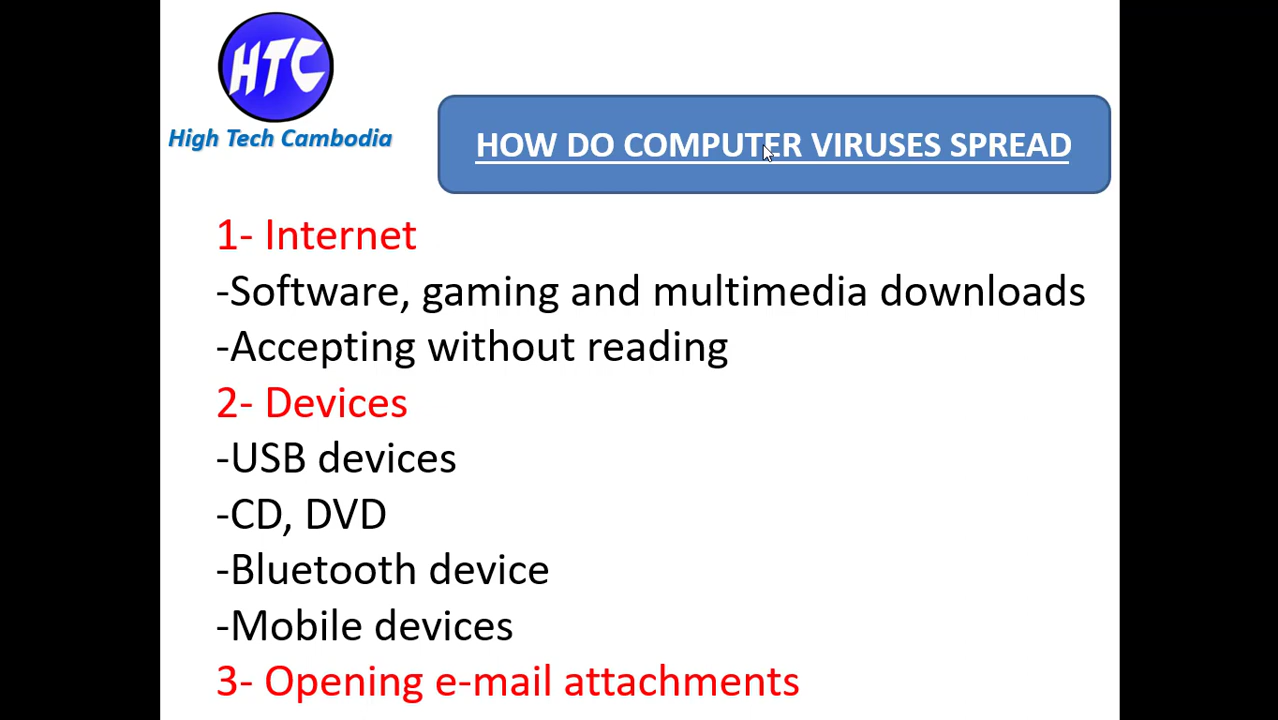 HTC
High Tech Cambodia
HOW DO COMPUTER VIRUSES SPREAD
1- Internet
-Software, gaming and multimedia downloads
-Accepting without reading
2- Devices
-USB devices
-CD, DVD
-Bluetooth device
-Mobile devices
3- Opening e-mail attachments